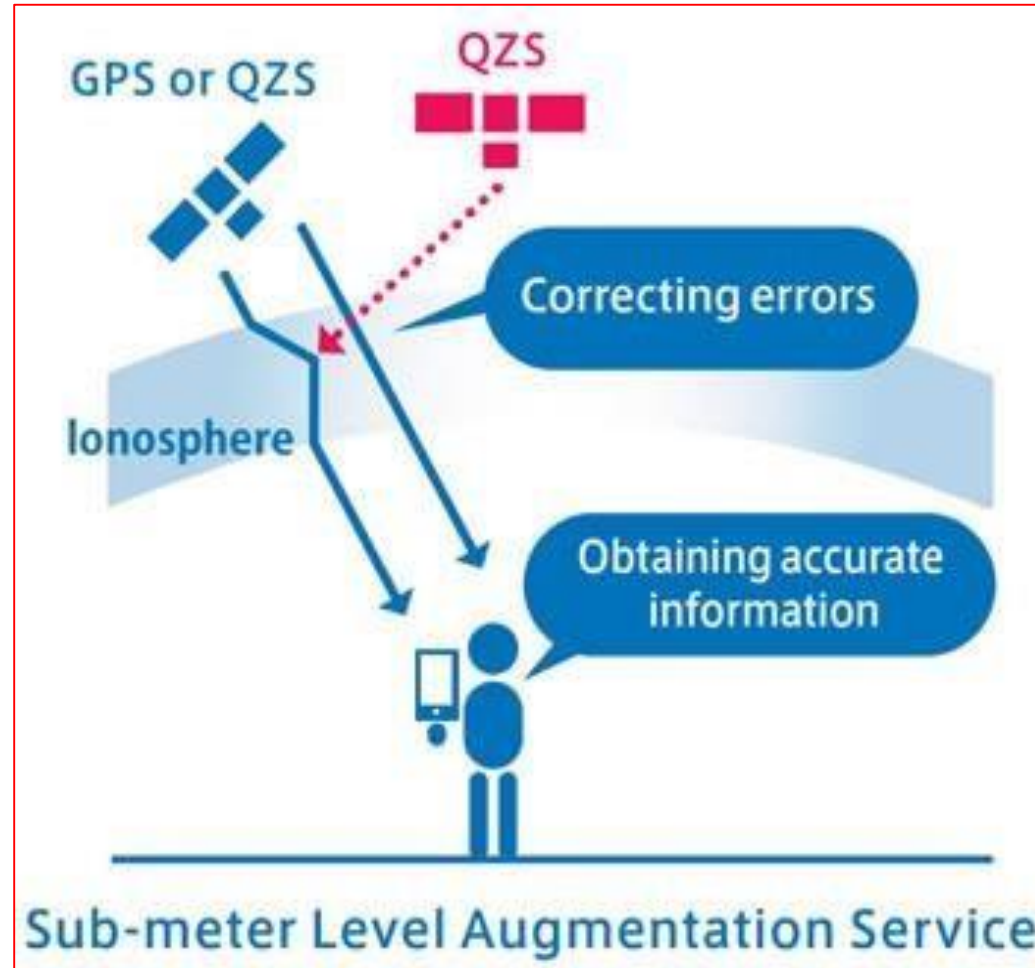 QZS
GPS or QZS
Correcting errors
Ionosphere
Obtaining accurate
information
Sub-meter Level Augmentation Service